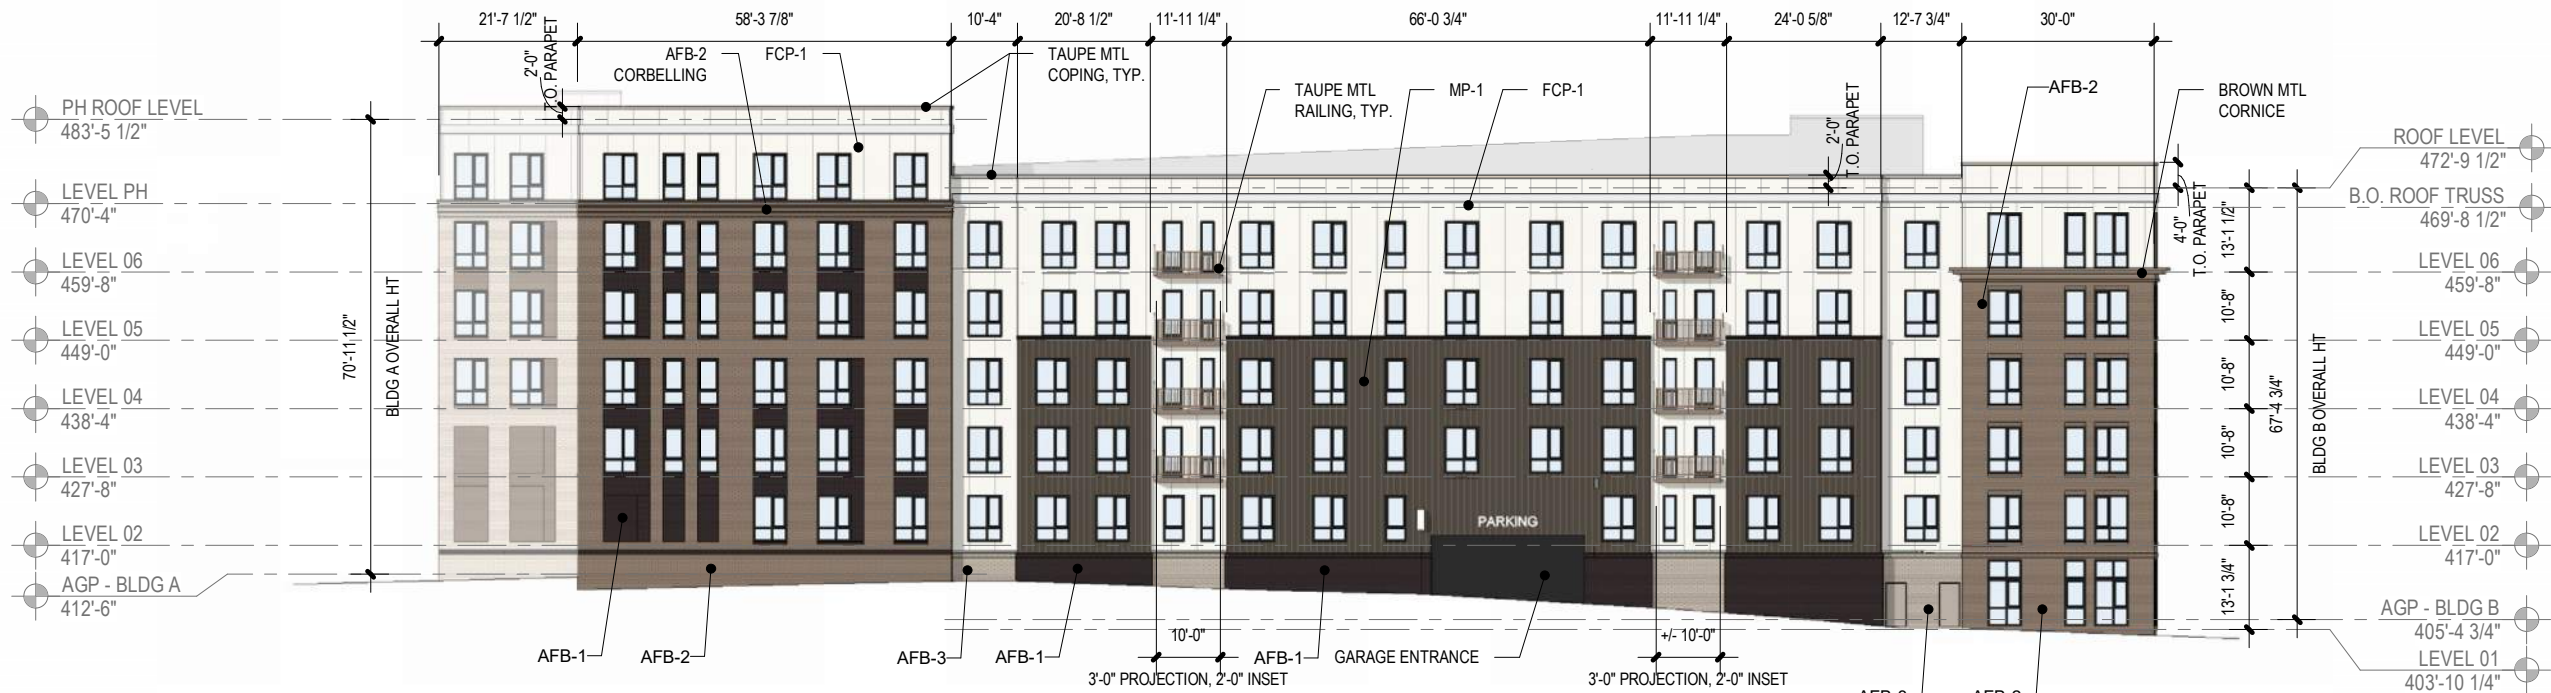 21'-7 1/2" 58'-3 7/8" 10'-4" 20'-8 1/2" 11'-11 1/4" 66'-0 3/4" 11'-11 1/4" 24'-0 5/8" 12'-7 3/4" 30'-0"
2'-0"
T.O. PARAPET
AFB-2
CORBELLING
FCP-1
TAUPE MTL
COPING, TYP.
TAUPE MTL
RAILING, TYP.
MP-1
FCP-1
2'-0"
T.O. PARAPET
AFB-2
BROWN MTL
CORNICE
PH ROOF LEVEL
483'-5 1/2"
LEVEL PH
470'-4"
LEVEL 06
459'-8"
LEVEL 05
449'-0"
LEVEL 04
438'-4"
LEVEL 03
427'-8"
LEVEL 02
417'-0"
AGP - BLDG A
412'-6"
70'-11 1/2"
BLDG A OVERALL HT
PARKING
4'-0"
T.O. PARAPET
13'-1 1/2"
10'-8"
10'-8"
10'-8"
10'-8"
13'-1 3/4"
67'-4 3/4"
BLDG B OVERALL HT
ROOF LEVEL
472'-9 1/2"
B.O. ROOF TRUSS
469'-8 1/2"
LEVEL 06
459'-8"
LEVEL 05
449'-0"
LEVEL 04
438'-4"
LEVEL 03
427'-8"
LEVEL 02
417'-0"
AGP - BLDG B
405'-4 3/4"
LEVEL 01
403'-10 1/4"
10'-0" +/- 10'-0"
AFB-1 AFB-2 AFB-3 AFB-1 AFB-1 GARAGE ENTRANCE
3'-0" PROJECTION, 2'-0" INSET 3'-0" PROJECTION, 2'-0" INSET